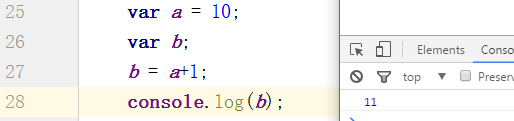 25 var a = 10;
26 var b;
27 b = a+1;
28 console.log(b);
Elements Conso
top Preserv
11